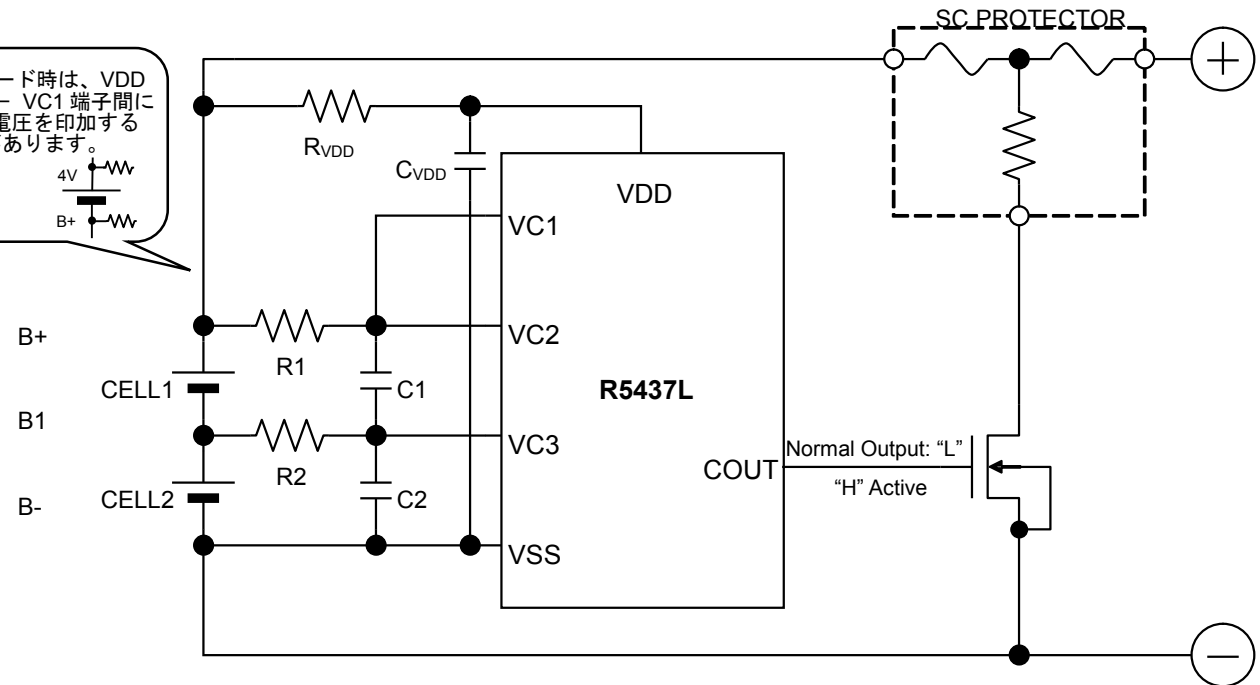 SC PROTECTOR
ード時は、VDD
— VC1 端子間に
電圧を印加する
があります。
4V
B+
RVDD
CVDD
VDD
VC1
B+
R1
VC2
CELL1
C1
R5437L
B1
R2
VC3
COUT
Normal Output: “L”
“H” Active
B-
CELL2
C2
VSS
+
—